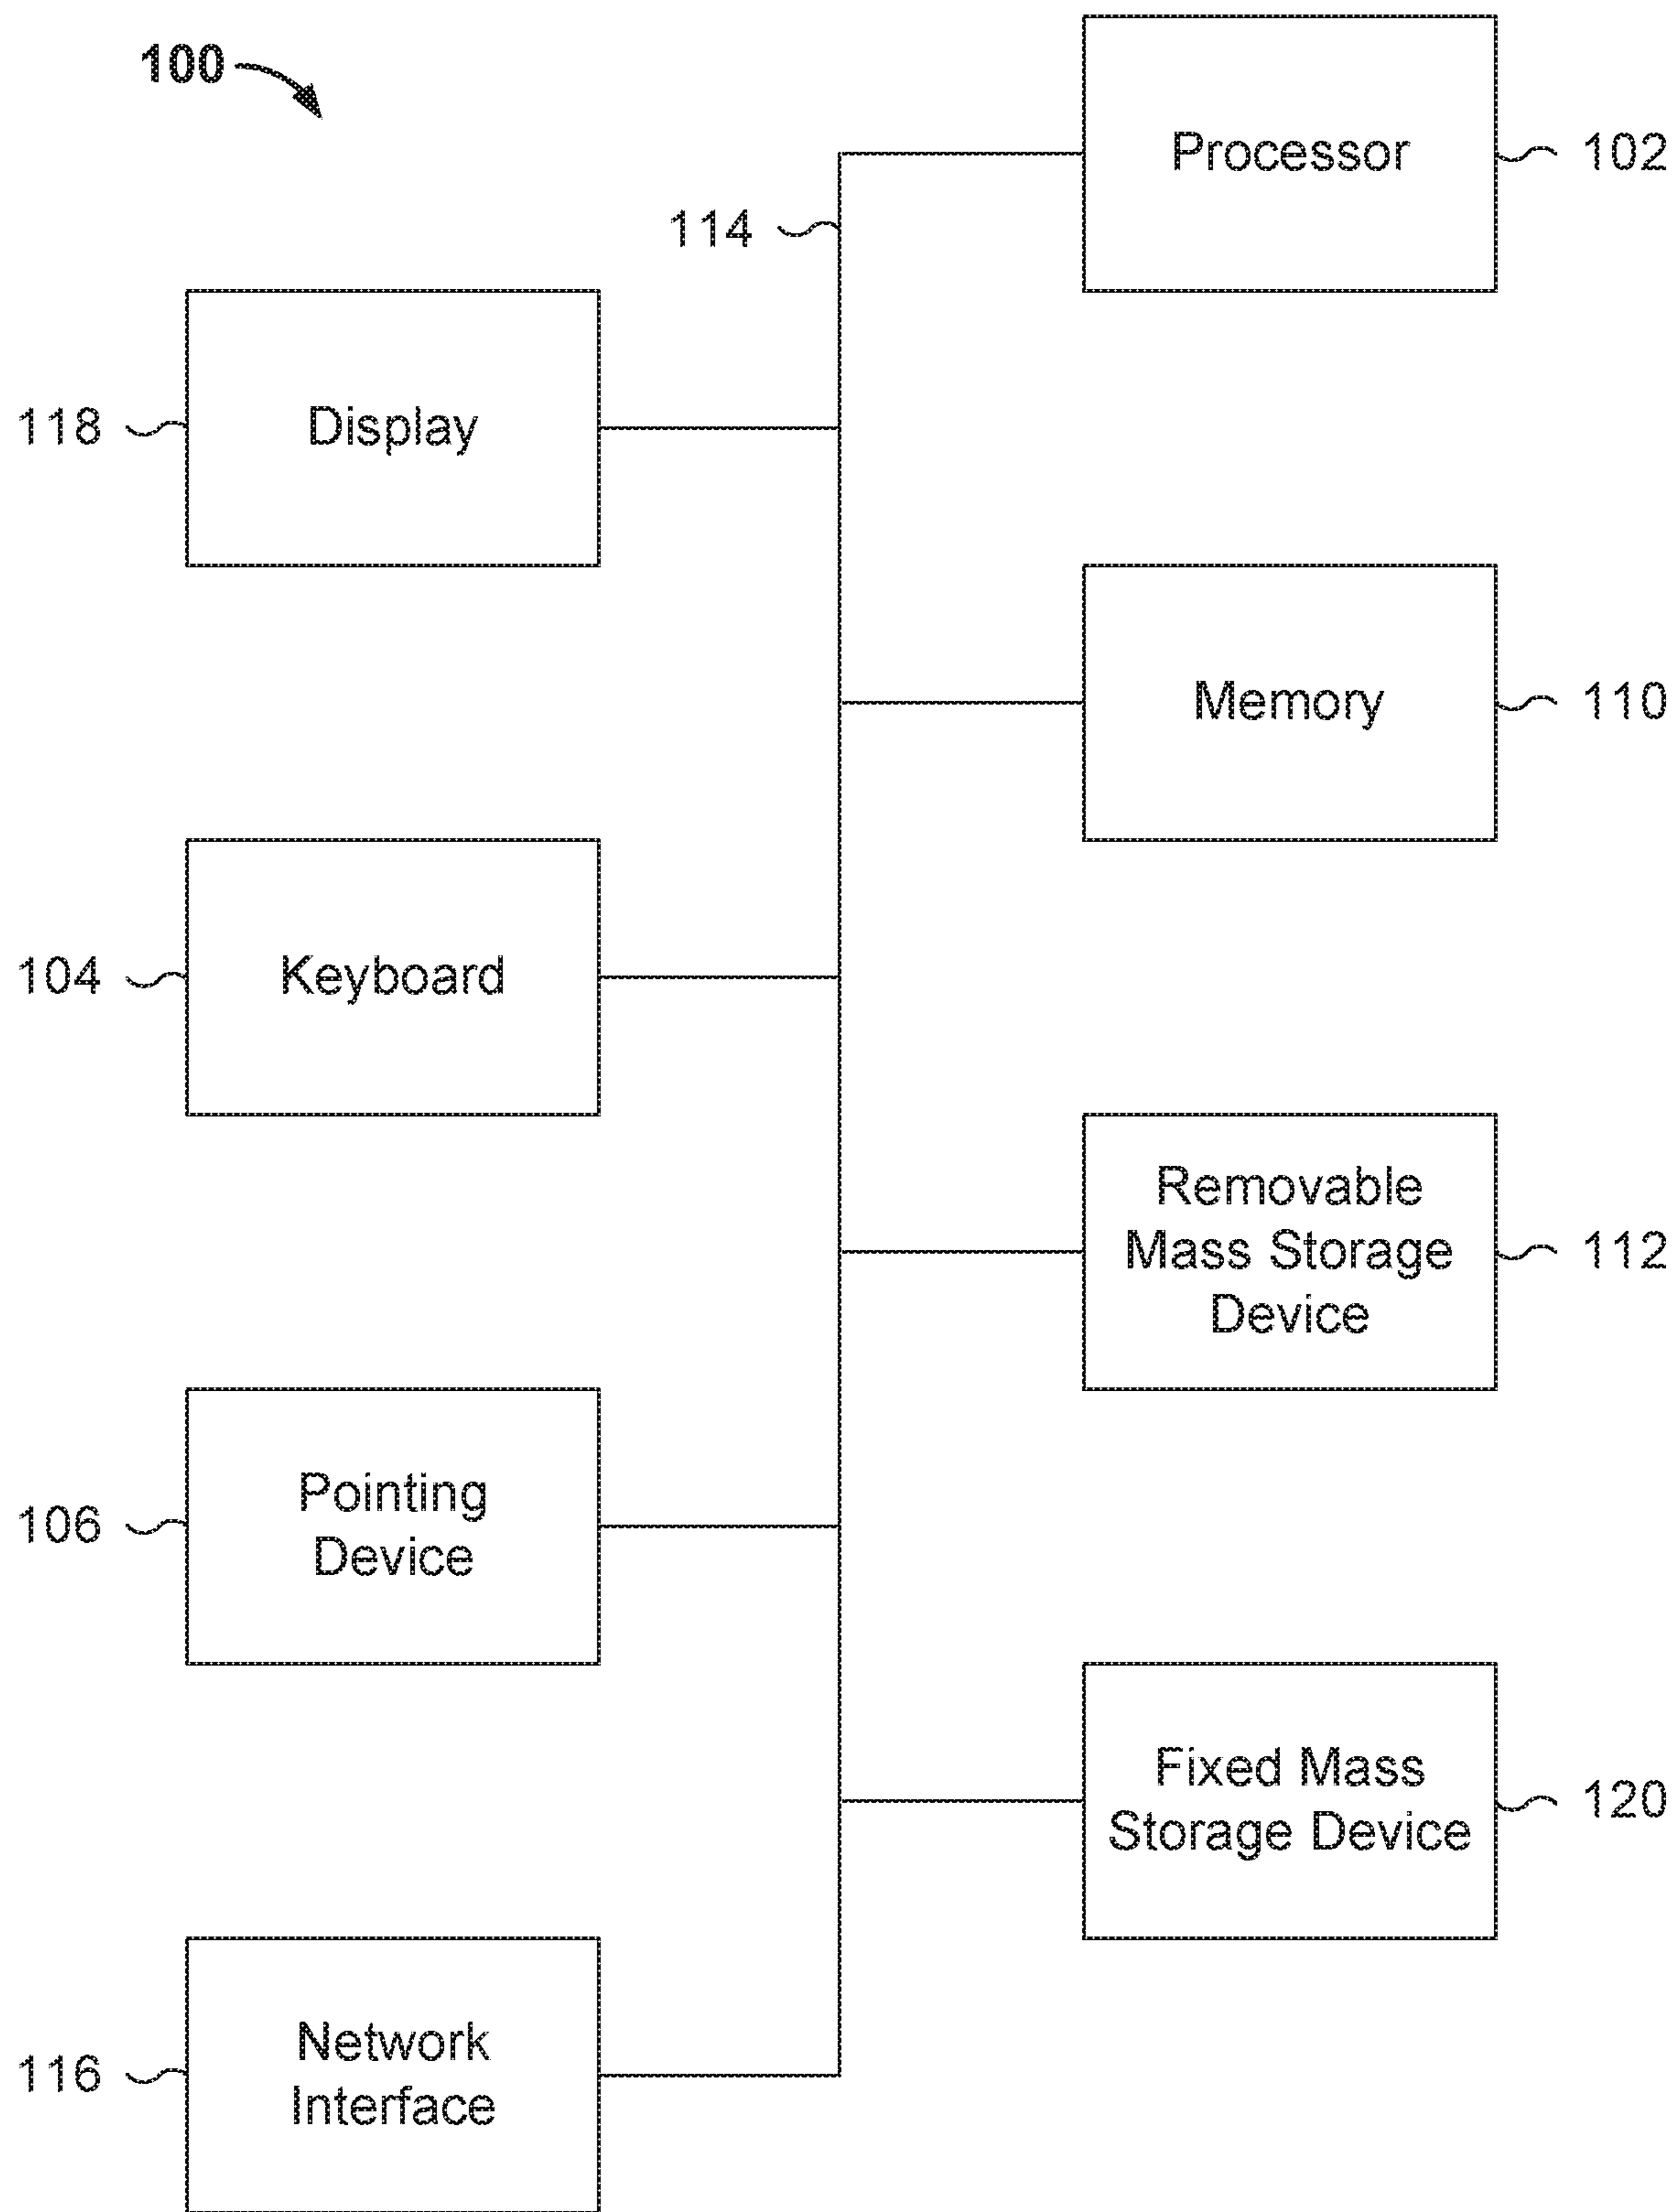 100
Processor
102
114
118
Display
Memory
110
104
Keyboard
Removable
Mass Storage
Device
112
106
Pointing
Device
Fixed Mass
Storage Device
120
116
Network
Interface